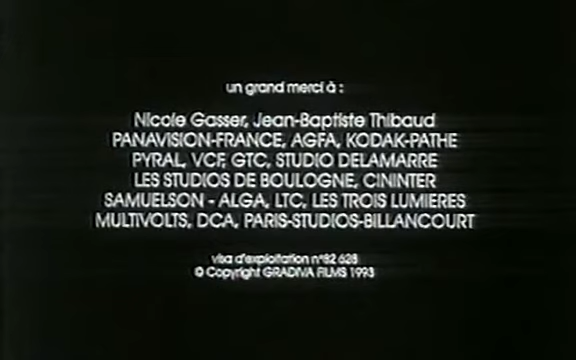 un grand merci à :
Nicole Gasser, Jean-Baptiste Thibaud
PANAVISION-FRANCE, AGFA, KODAK-PATHE
PYRAL, VCF, GTC, STUDIO DELAMARRE
LES STUDIOS DE BOULOGNE, CININTER
SAMUELSON - ALGA, LTC, LES TROIS LUMIERES
MULTIVOLTS, DCA, PARIS-STUDIOS-BILLANCOURT
visa d'exploitation n°82 628
© Copyright GRADIVA FILMS 1993